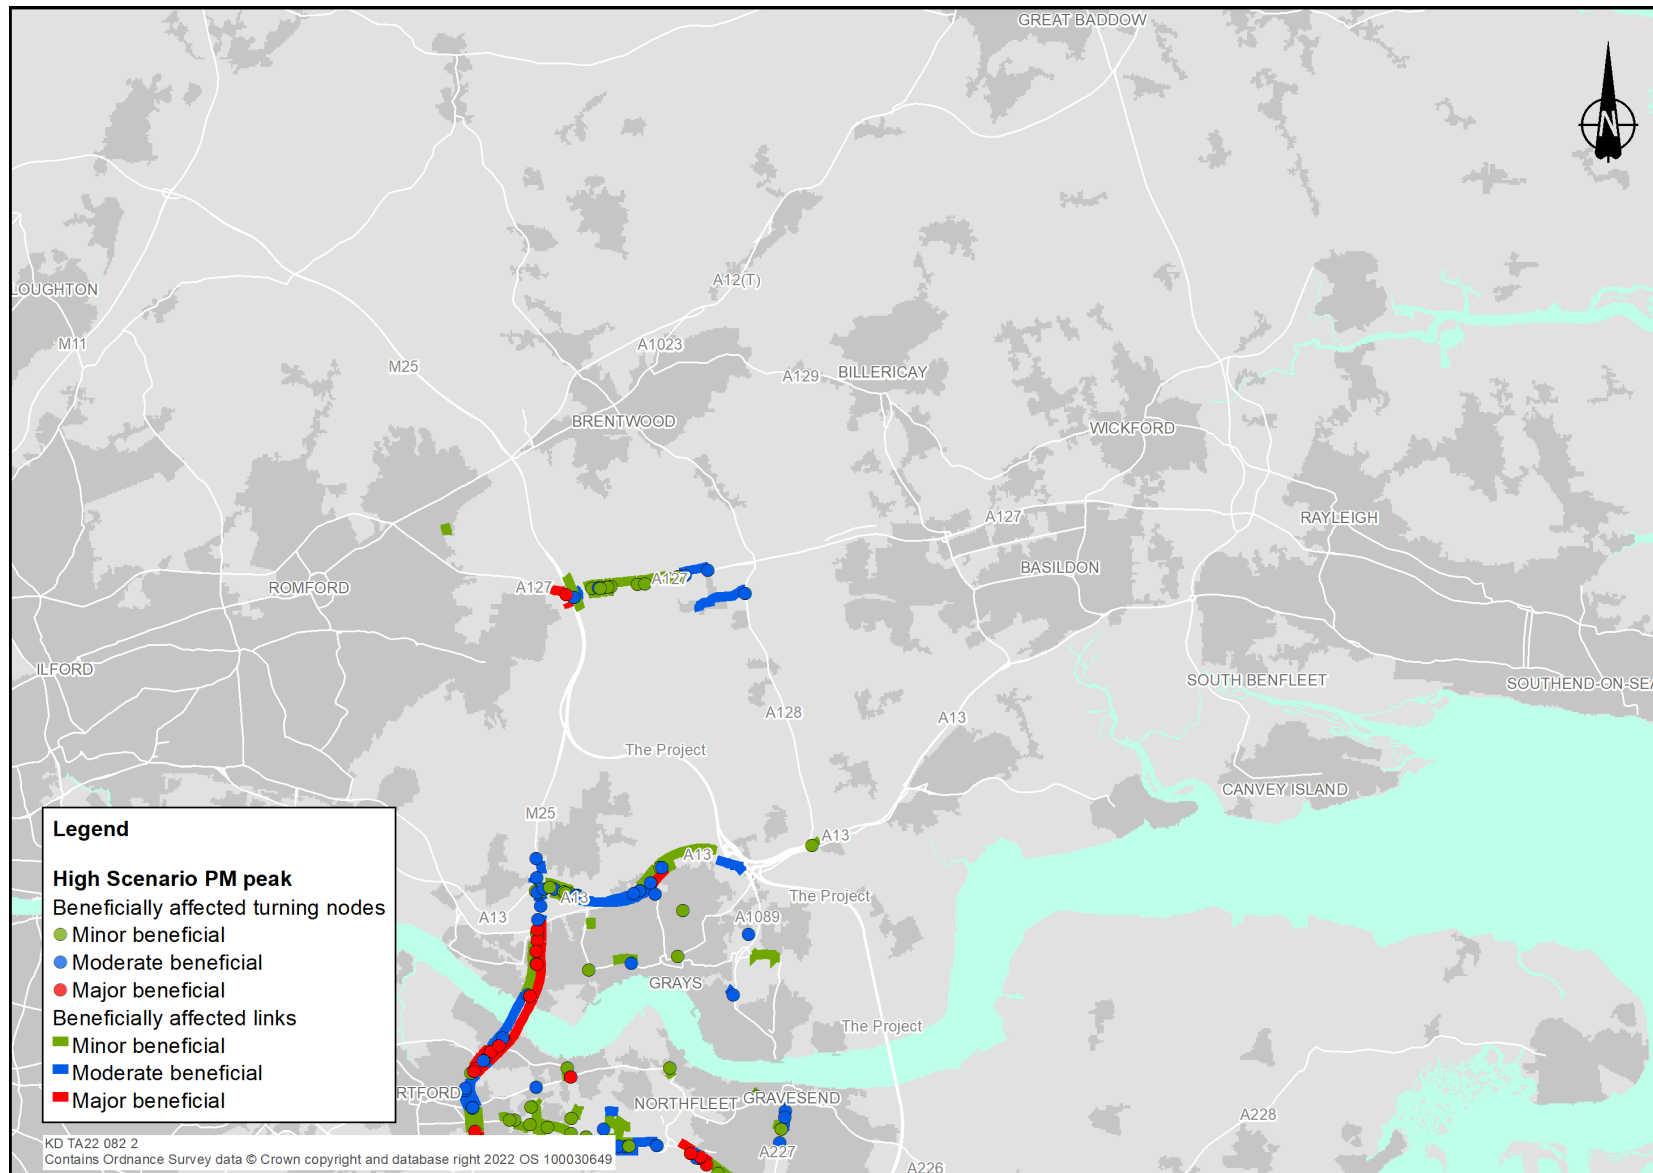 GREAT BADDOW
N
A12(T)
LOUGHTON
M11
A1023
M25
A129
BILLERICAY
BRENTWOOD
WICKFORD
A127
RAYLEIGH
BASILDON
A127
A127
ROMFORD
ILFORD
SOUTH BENFLEET
SOUTHEND-ON-SEA
A128
A13
The Project
CANVEY ISLAND
M25
A13
A13
A13
The Project
A13
A1089
GRAYS
The Project
RTFORD
NORTHFLEET
GRAVESEND
A228
A227
A226
Legend
High Scenario PM peak
Beneficially affected turning nodes
Minor beneficial
Moderate beneficial
Major beneficial
Beneficially affected links
Minor beneficial
Moderate beneficial
Major beneficial
KD TA22 082 2
Contains Ordnance Survey data © Crown copyright and database right 2022 OS 100030649